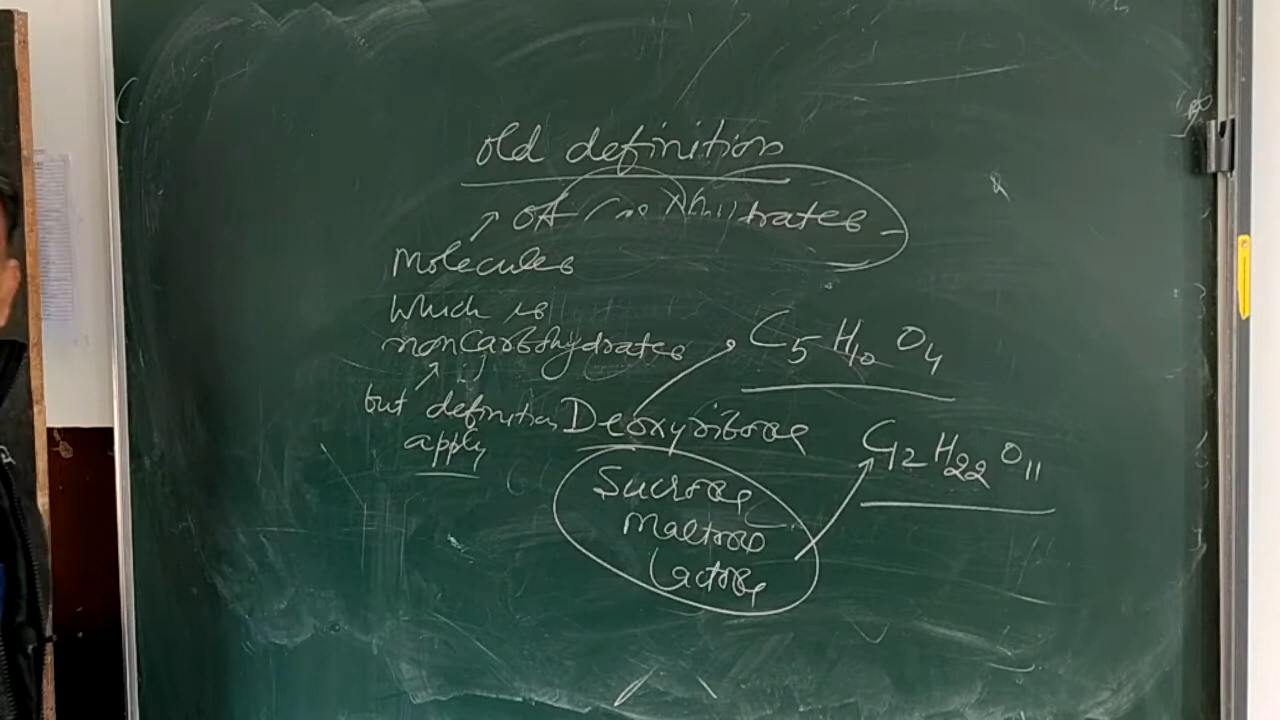 old definition
of trates
Molecules
which is
noncarbohydrates
but definition
apply
C5 H10 O4
Deoxyribose
C12 H22 O11
Sucrose
Maltose
Lactose